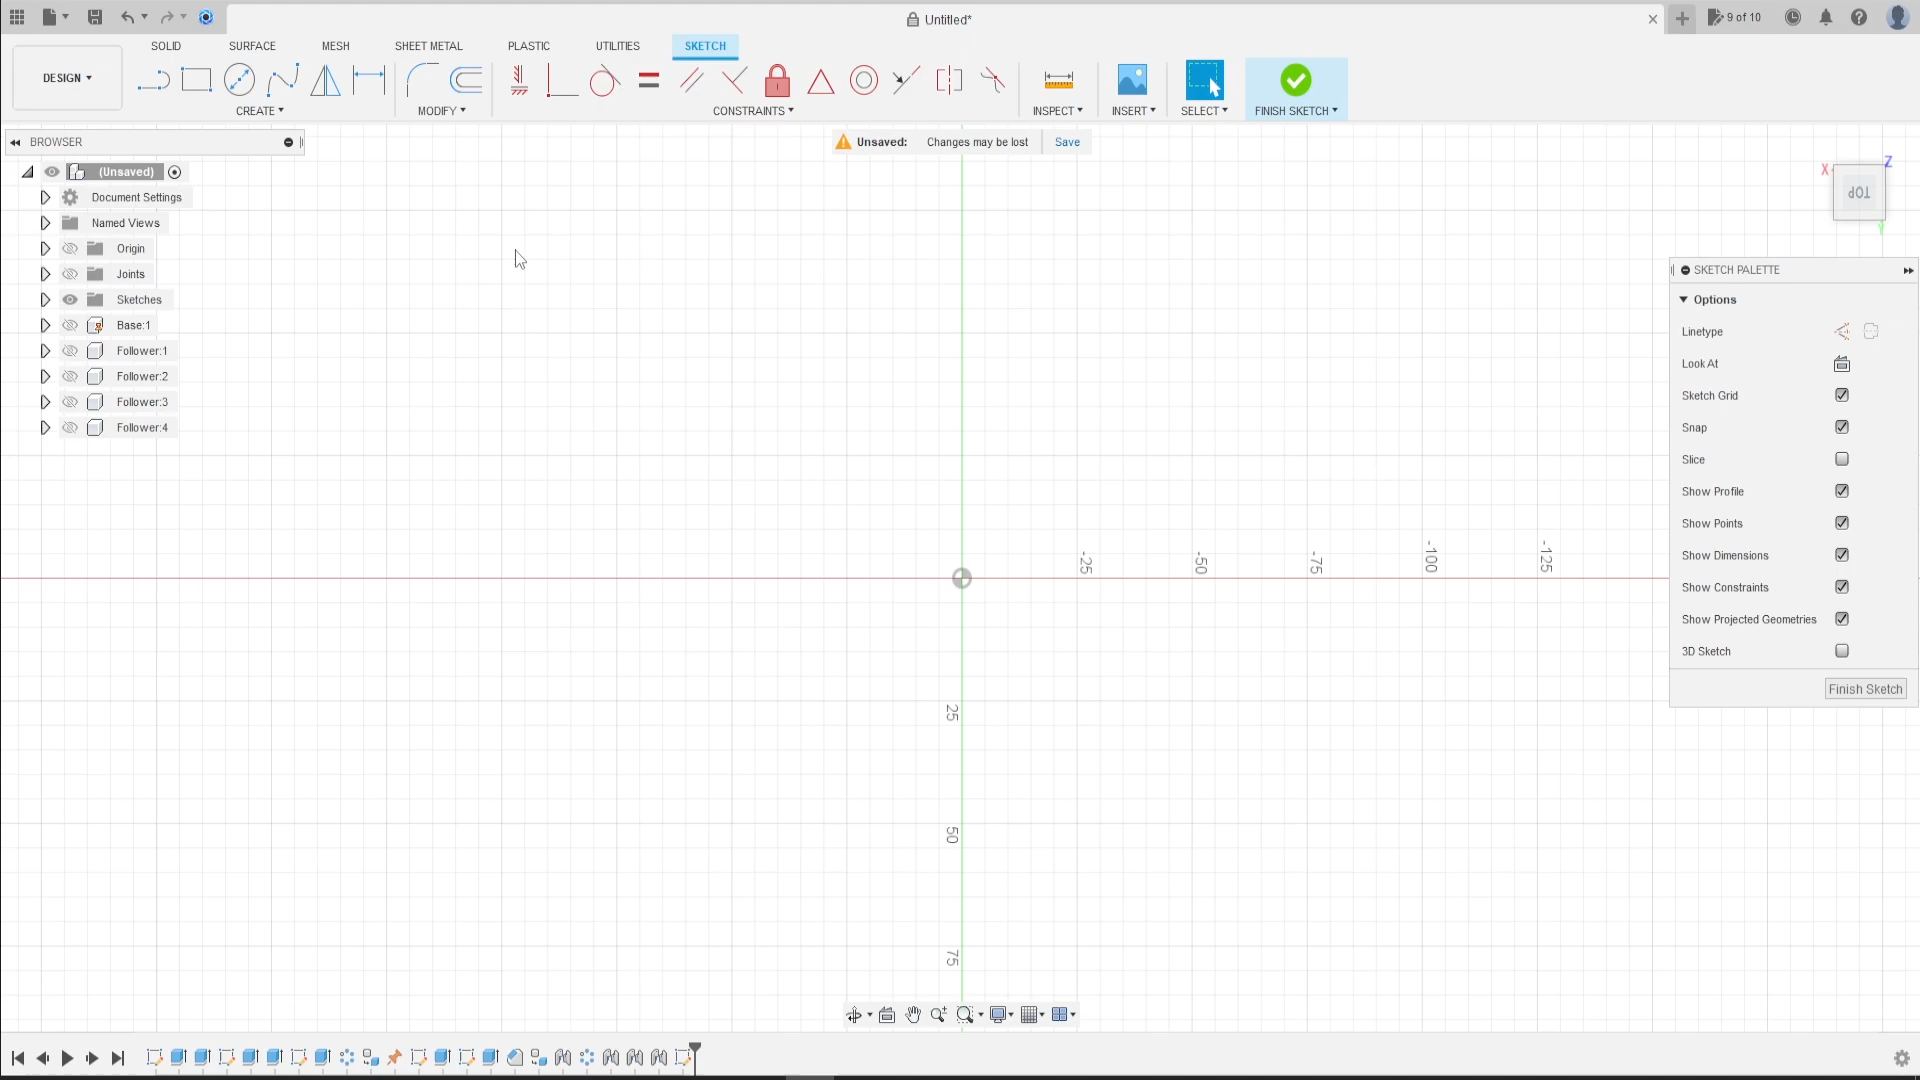 Untitled*
9 of 10
SOLID
SURFACE
MESH
SHEET METAL
PLASTIC
UTILITIES
SKETCH
DESIGN
CREATE
MODIFY
CONSTRAINTS
INSPECT
INSERT
SELECT
FINISH SKETCH
BROWSER
Unsaved: Changes may be lost Save
(Unsaved)
Document Settings
Named Views
Origin
Joints
Sketches
Base:1
Follower:1
Follower:2
Follower:3
Follower:4
X
Z
TOP
Y
SKETCH PALETTE
Options
Linetype
Look At
Sketch Grid
Snap
Slice
Show Profile
Show Points
Show Dimensions
Show Constraints
Show Projected Geometries
3D Sketch
Finish Sketch
-25
-50
-75
-100
-125
25
50
75